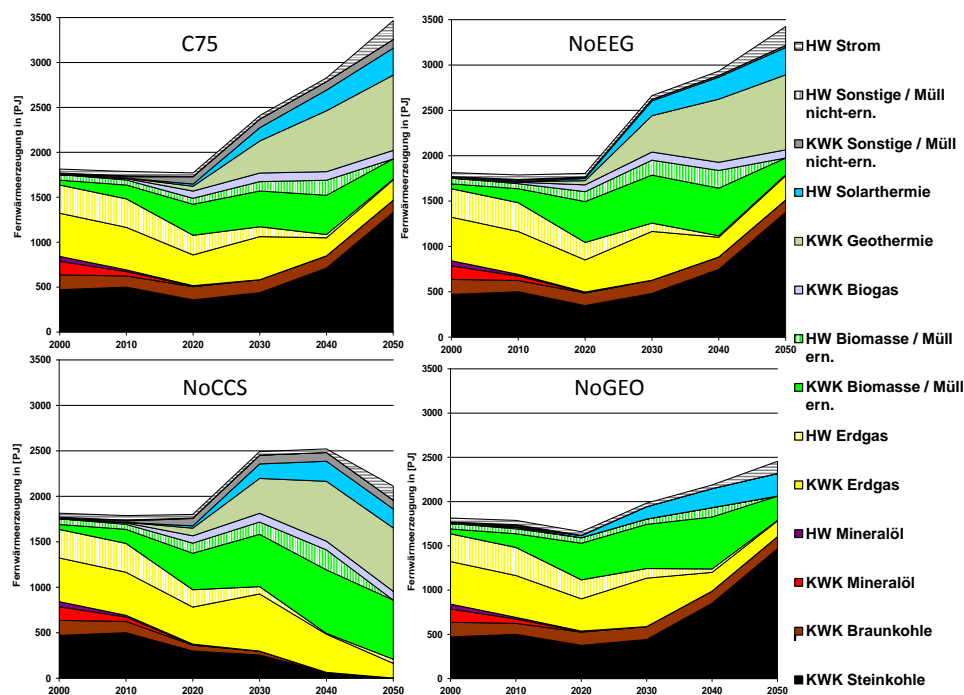 C75
Fernwärmeerzeugung in [PJ]
3500
3000
2500
2000
1500
1000
500
0
2000 2010 2020 2030 2040 2050
NoEEG
Fernwärmeerzeugung in [PJ]
3500
3000
2500
2000
1500
1000
500
0
2000 2010 2020 2030 2040 2050
NoCCS
Fernwärmeerzeugung in [PJ]
3500
3000
2500
2000
1500
1000
500
0
2000 2010 2020 2030 2040 2050
NoGEO
Fernwärmeerzeugung in [PJ]
3500
3000
2500
2000
1500
1000
500
0
2000 2010 2020 2030 2040 2050
HW Strom
HW Sonstige / Müll
nicht-ern.
KWK Sonstige / Müll
nicht-ern.
HW Solarthermie
KWK Geothermie
KWK Biogas
HW Biomasse / Müll
ern.
KWK Biomasse / Müll
ern.
HW Erdgas
KWK Erdgas
HW Mineralöl
KWK Mineralöl
KWK Braunkohle
KWK Steinkohle